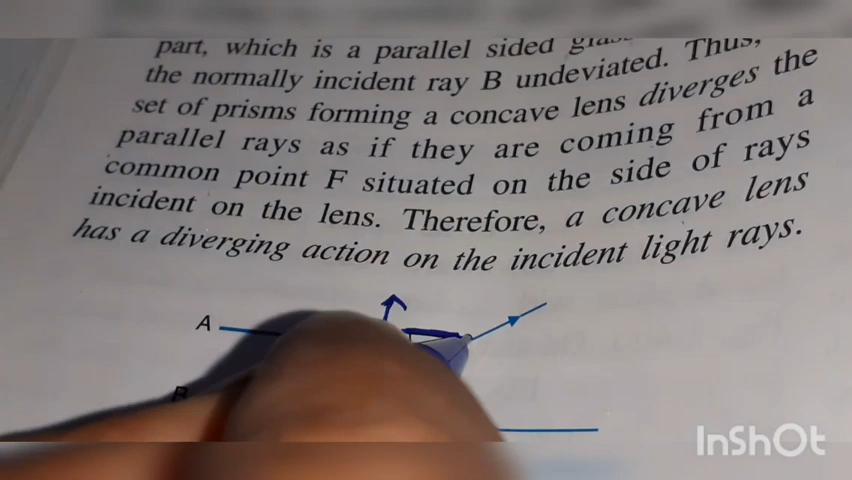 part, which is a parallel sided
the normally incident ray B undeviated. Thus,
set of prisms forming a concave lens diverges the
parallel rays as if they are coming from a
common point F situated on the side of rays
incident on the lens. Therefore, a concave lens
has a diverging action on the incident light rays.
A
B
InShOt